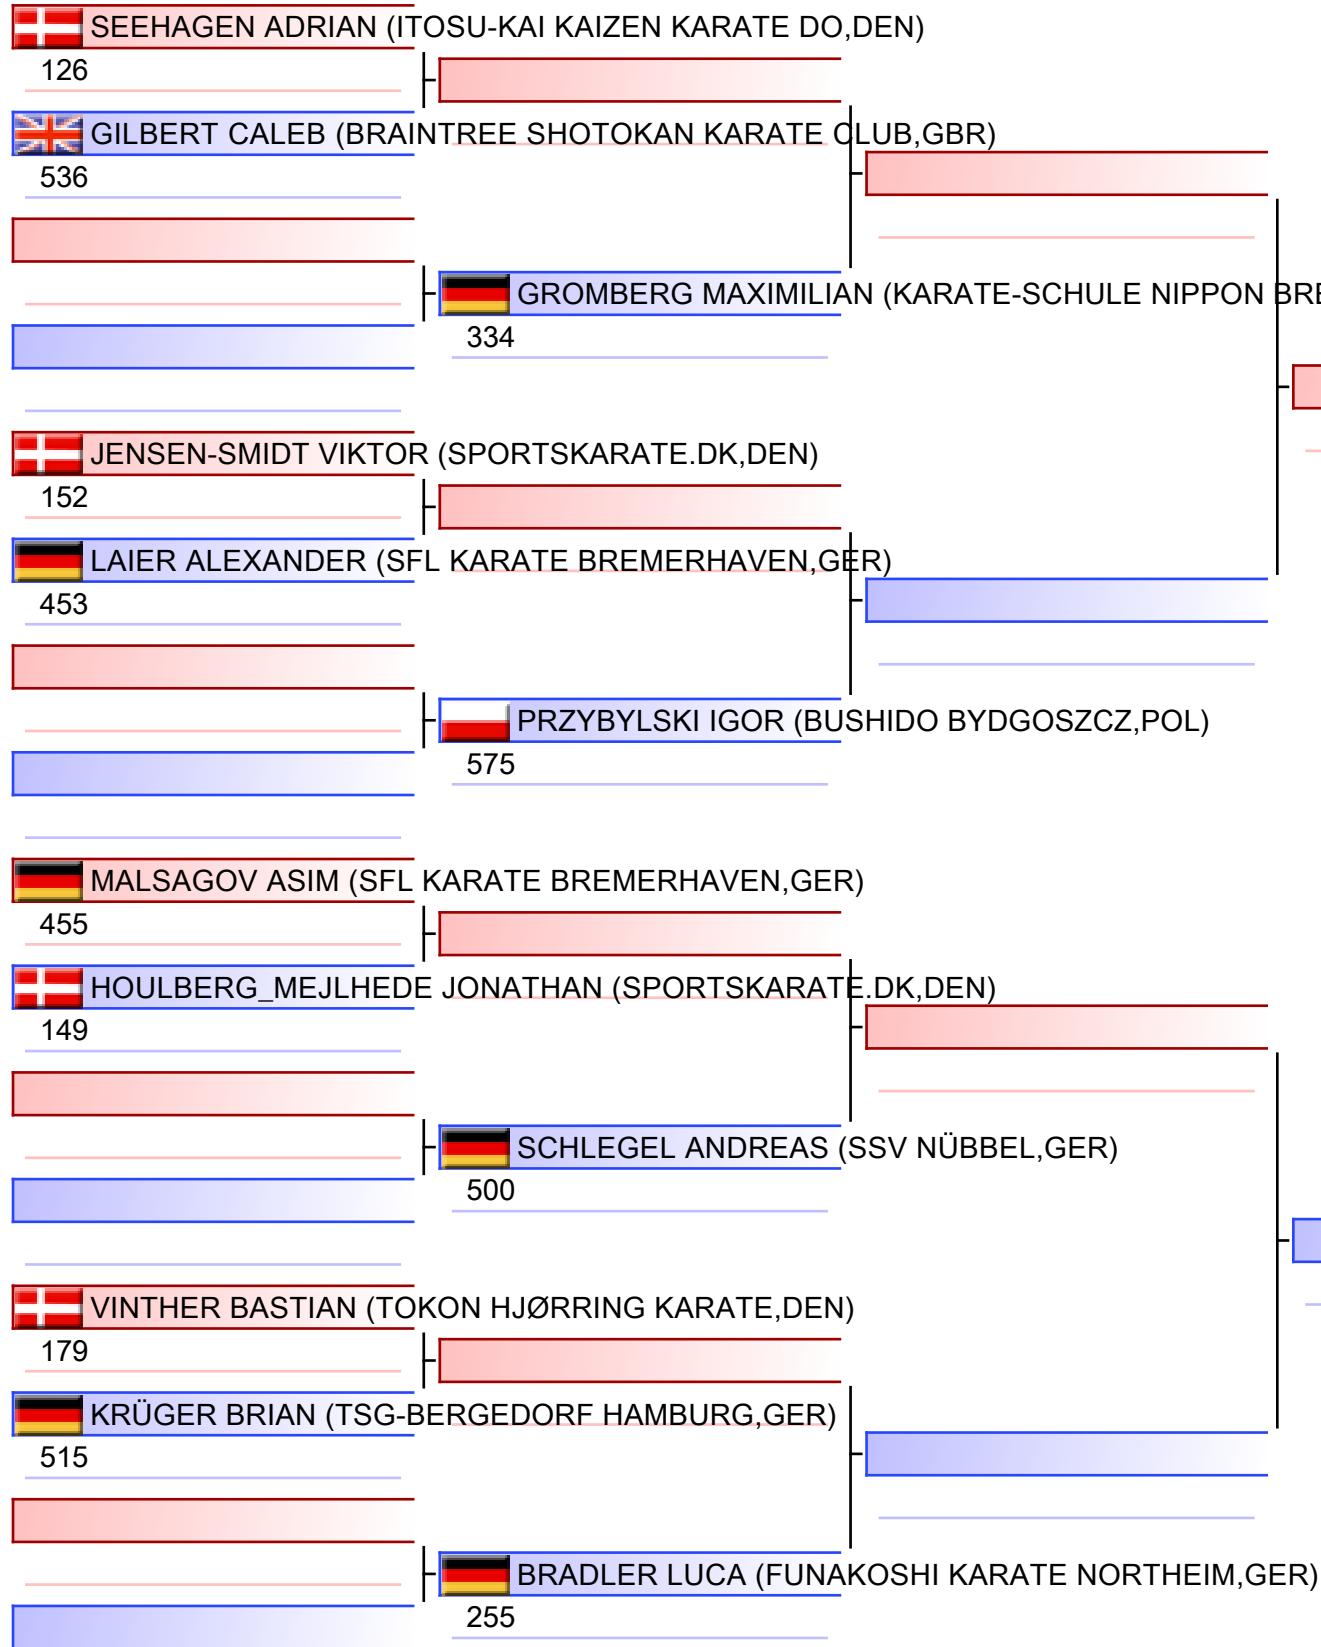 SEEHAGEN ADRIAN (ITOSU-KAI KAIZEN KARATE DO,DEN)
126
GILBERT CALEB (BRAINTREE SHOTOKAN KARATE CLUB,GBR)
536
GROMBERG MAXIMILIAN (KARATE-SCHULE NIPPON BRE
334
JENSEN-SMIDT VIKTOR (SPORTSKARATE.DK,DEN)
152
LAIER ALEXANDER (SFL KARATE BREMERHAVEN,GER)
453
PRZYBYLSKI IGOR (BUSHIDO BYDGOSZCZ,POL)
575
MALSAGOV ASIM (SFL KARATE BREMERHAVEN,GER)
455
HOULBERG_MEJLHEDE JONATHAN (SPORTSKARATE.DK,DEN)
149
SCHLEGEL ANDREAS (SSV NÜBBEL,GER)
500
VINTHER BASTIAN (TOKON HJØRRING KARATE,DEN)
179
KRÜGER BRIAN (TSG-BERGEDORF HAMBURG,GER)
515
BRADLER LUCA (FUNAKOSHI KARATE NORTHEIM,GER)
255